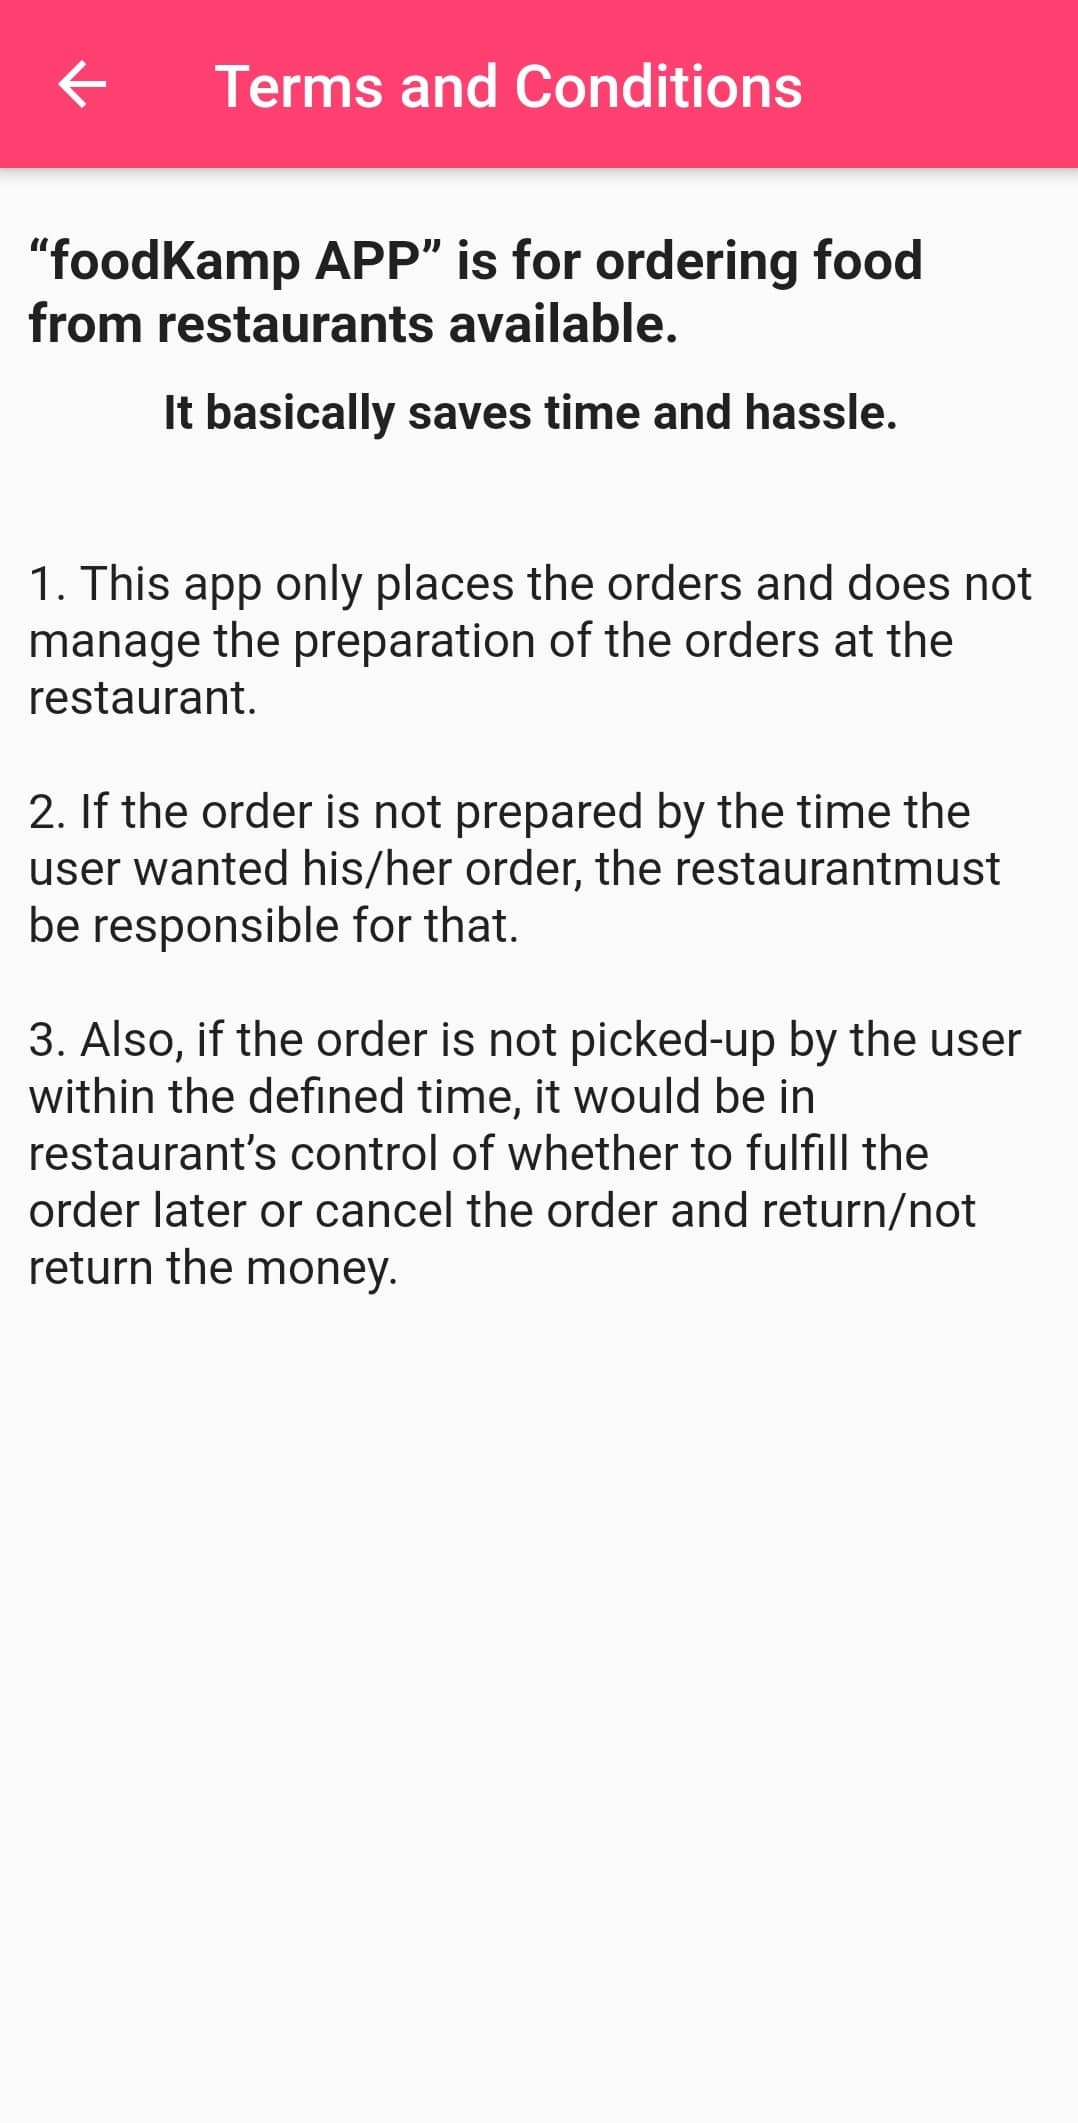 Terms and Conditions
“foodKamp APP” is for ordering food
from restaurants available.
It basically saves time and hassle.
1. This app only places the orders and does not
manage the preparation of the orders at the
restaurant.
2. If the order is not prepared by the time the
user wanted his/her order, the restaurantmust
be responsible for that.
3. Also, if the order is not picked-up by the user
within the defined time, it would be in
restaurant’s control of whether to fulfill the
order later or cancel the order and return/not
return the money.